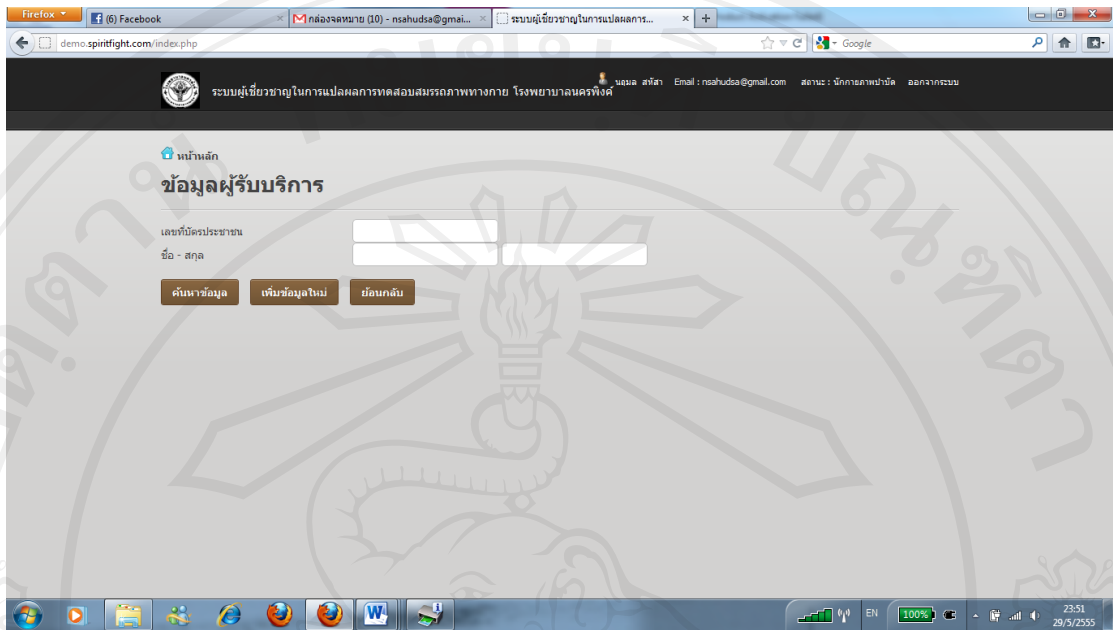 Firefox
(6) Facebook
กล่องจดหมาย (10) - nsahudsa@gmai...
ระบบผู้เชี่ยวชาญในการแปลผลการ...
demo.spiritfight.com/index.php
Google
ระบบผู้เชี่ยวชาญในการแปลผลการทดสอบสมรรถภาพทางกาย โรงพยาบาลนครพิงค์
นฤมล สหัสา Email : nsahudsa@gmail.com สถานะ : นักกายภาพบำบัด ออกจากระบบ
หน้าหลัก
ข้อมูลผู้รับบริการ
เลขที่บัตรประชาชน
ชื่อ - สกุล
ค้นหาข้อมูล เพิ่มข้อมูลใหม่ ย้อนกลับ
EN
100%
23:51
29/5/2555